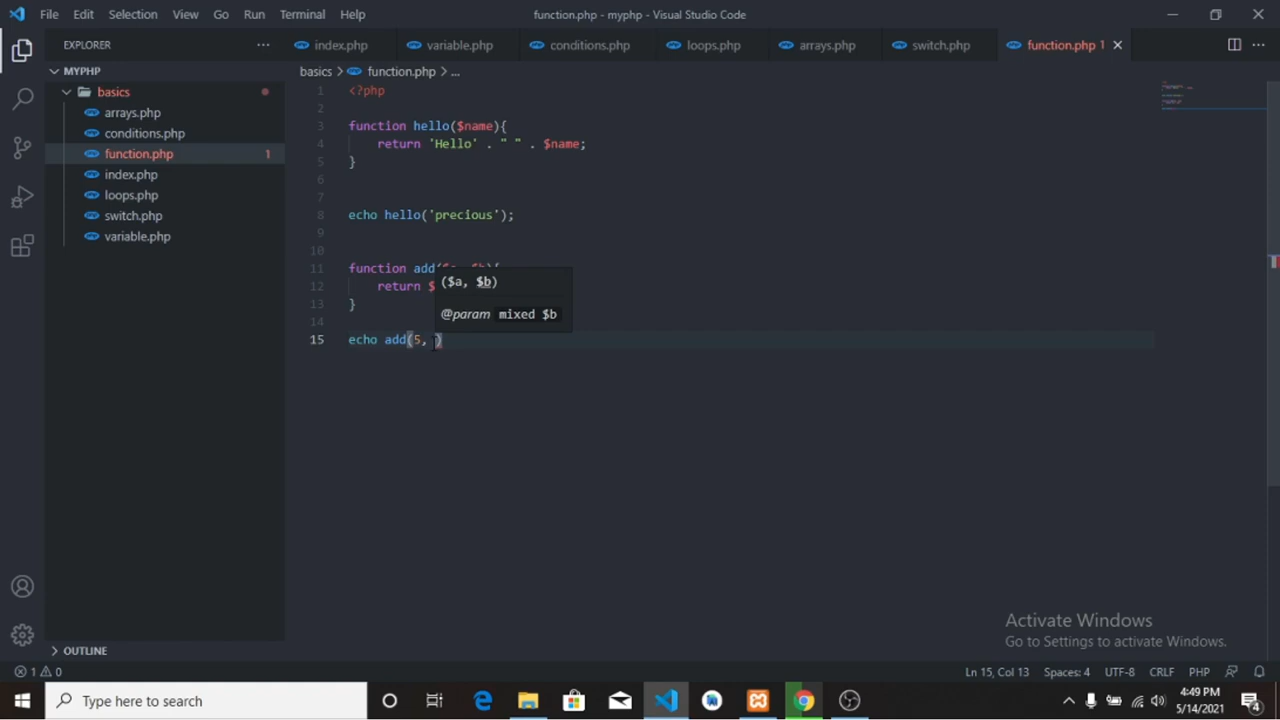 File Edit Selection View Go Run Terminal Help function.php - myphp - Visual Studio Code
EXPLORER ... index.php variable.php conditions.php loops.php arrays.php switch.php function.php 1
MYPHP
basics > function.php > ...
basics
arrays.php
conditions.php
function.php 1
index.php
loops.php
switch.php
variable.php
1 <?php
2
3 function hello($name){
4 return 'Hello' . " " . $name;
5 }
6
7
8 echo hello('precious');
9
10
11 function add(
12 return $
13 }
14
15 echo add(5, )
($a, $b)
@param mixed $b
OUTLINE
Activate Windows
Go to Settings to activate Windows.
1 0 Ln 15, Col 13 Spaces: 4 UTF-8 CRLF PHP
Type here to search
4:49 PM
5/14/2021
4